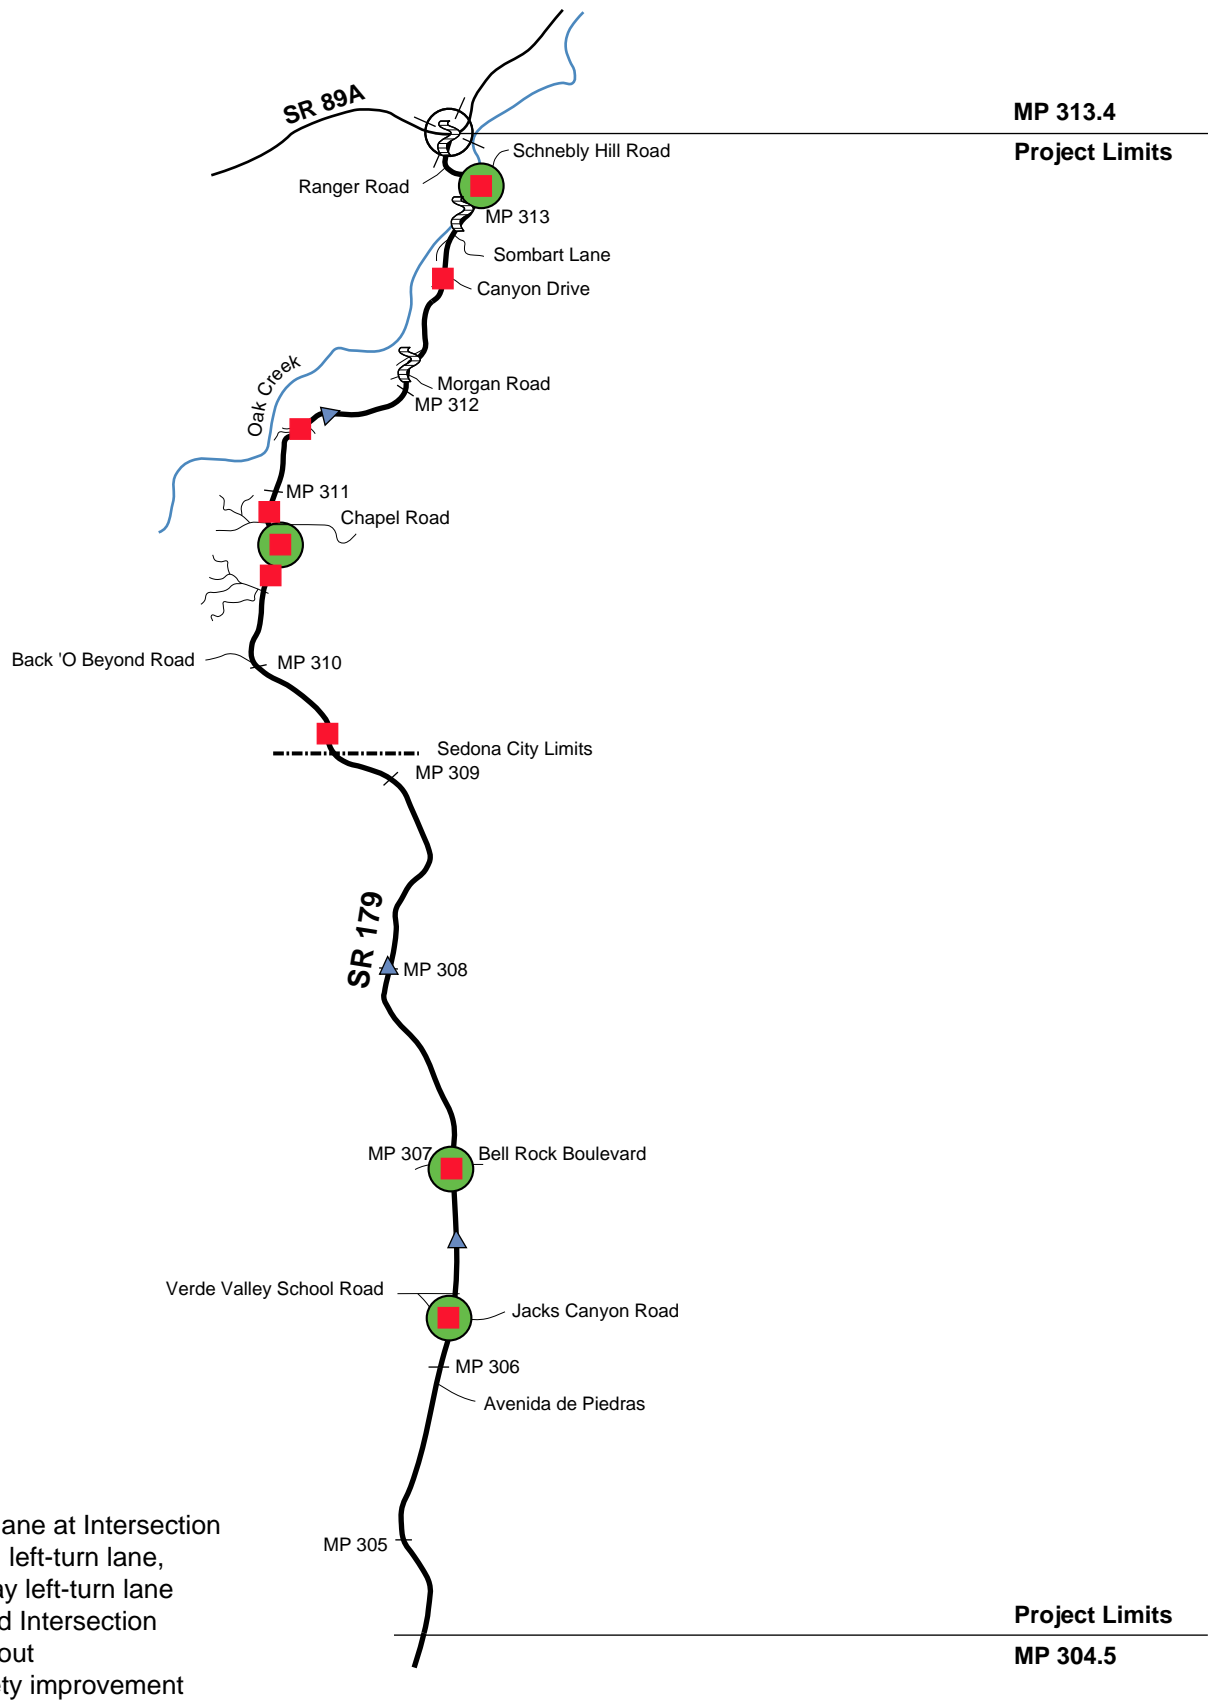 SR 89A
MP 313.4
Project Limits
Schnebly Hill Road
Ranger Road
MP 313
Sombart Lane
Canyon Drive
Oak Creek
Morgan Road
MP 312
MP 311
Chapel Road
Back 'O Beyond Road
MP 310
Sedona City Limits
MP 309
SR 179
MP 308
MP 307
Bell Rock Boulevard
Verde Valley School Road
Jacks Canyon Road
MP 306
Avenida de Piedras
MP 305
at Intersection
left-turn lane,
left-turn lane
Intersection
improvement
Project Limits
MP 304.5